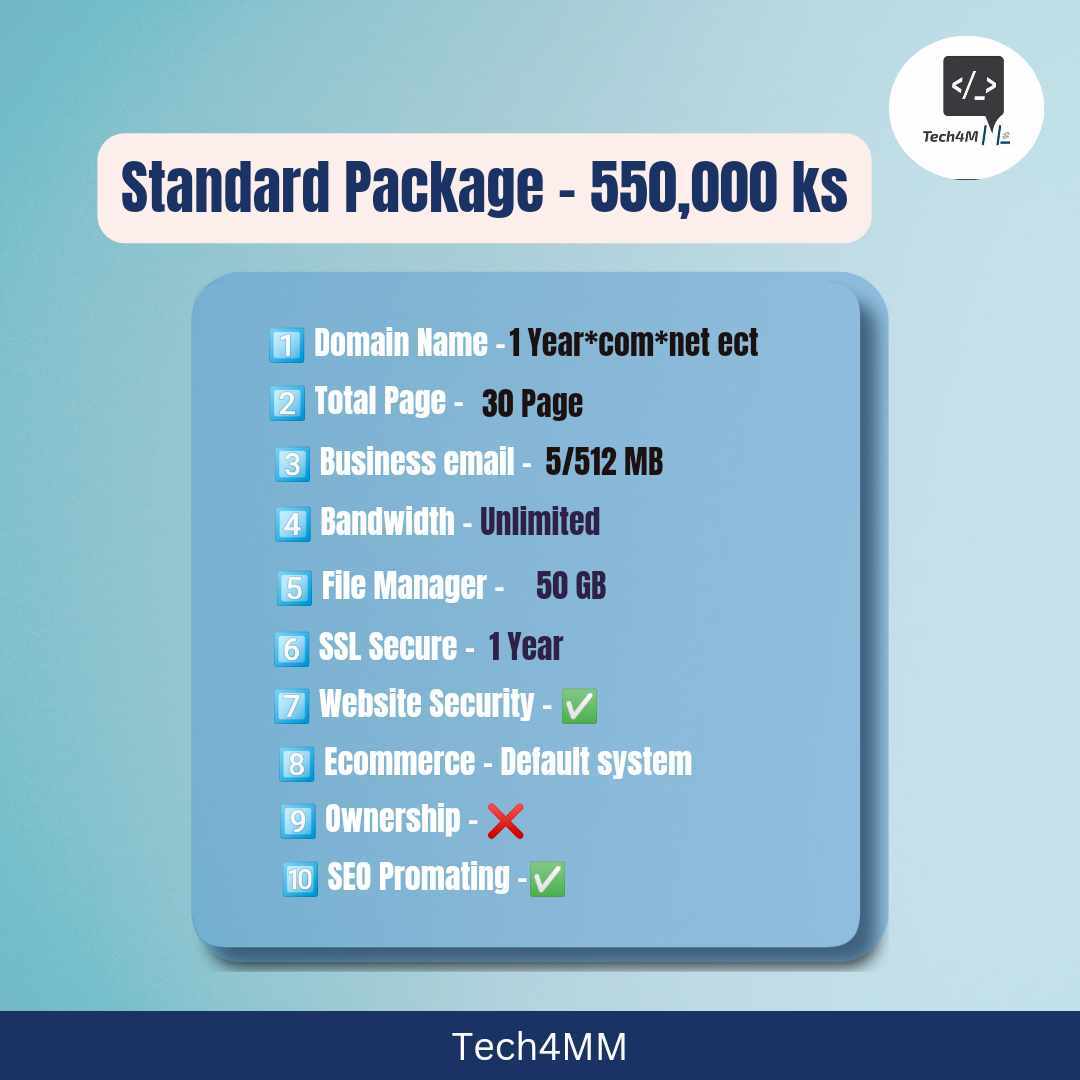 </_>
Tech4M
Standard Package - 550,000 ks
1 Domain Name - 1 Year*com*net ect
2 Total Page - 30 Page
3 Business email - 5/512 MB
4 Bandwidth - Unlimited
5 File Manager - 50 GB
6 SSL Secure - 1 Year
7 Website Security - ✅
8 Ecommerce - Default system
9 Ownership - ❌
10 SEO Promating - ✅
Tech4MM